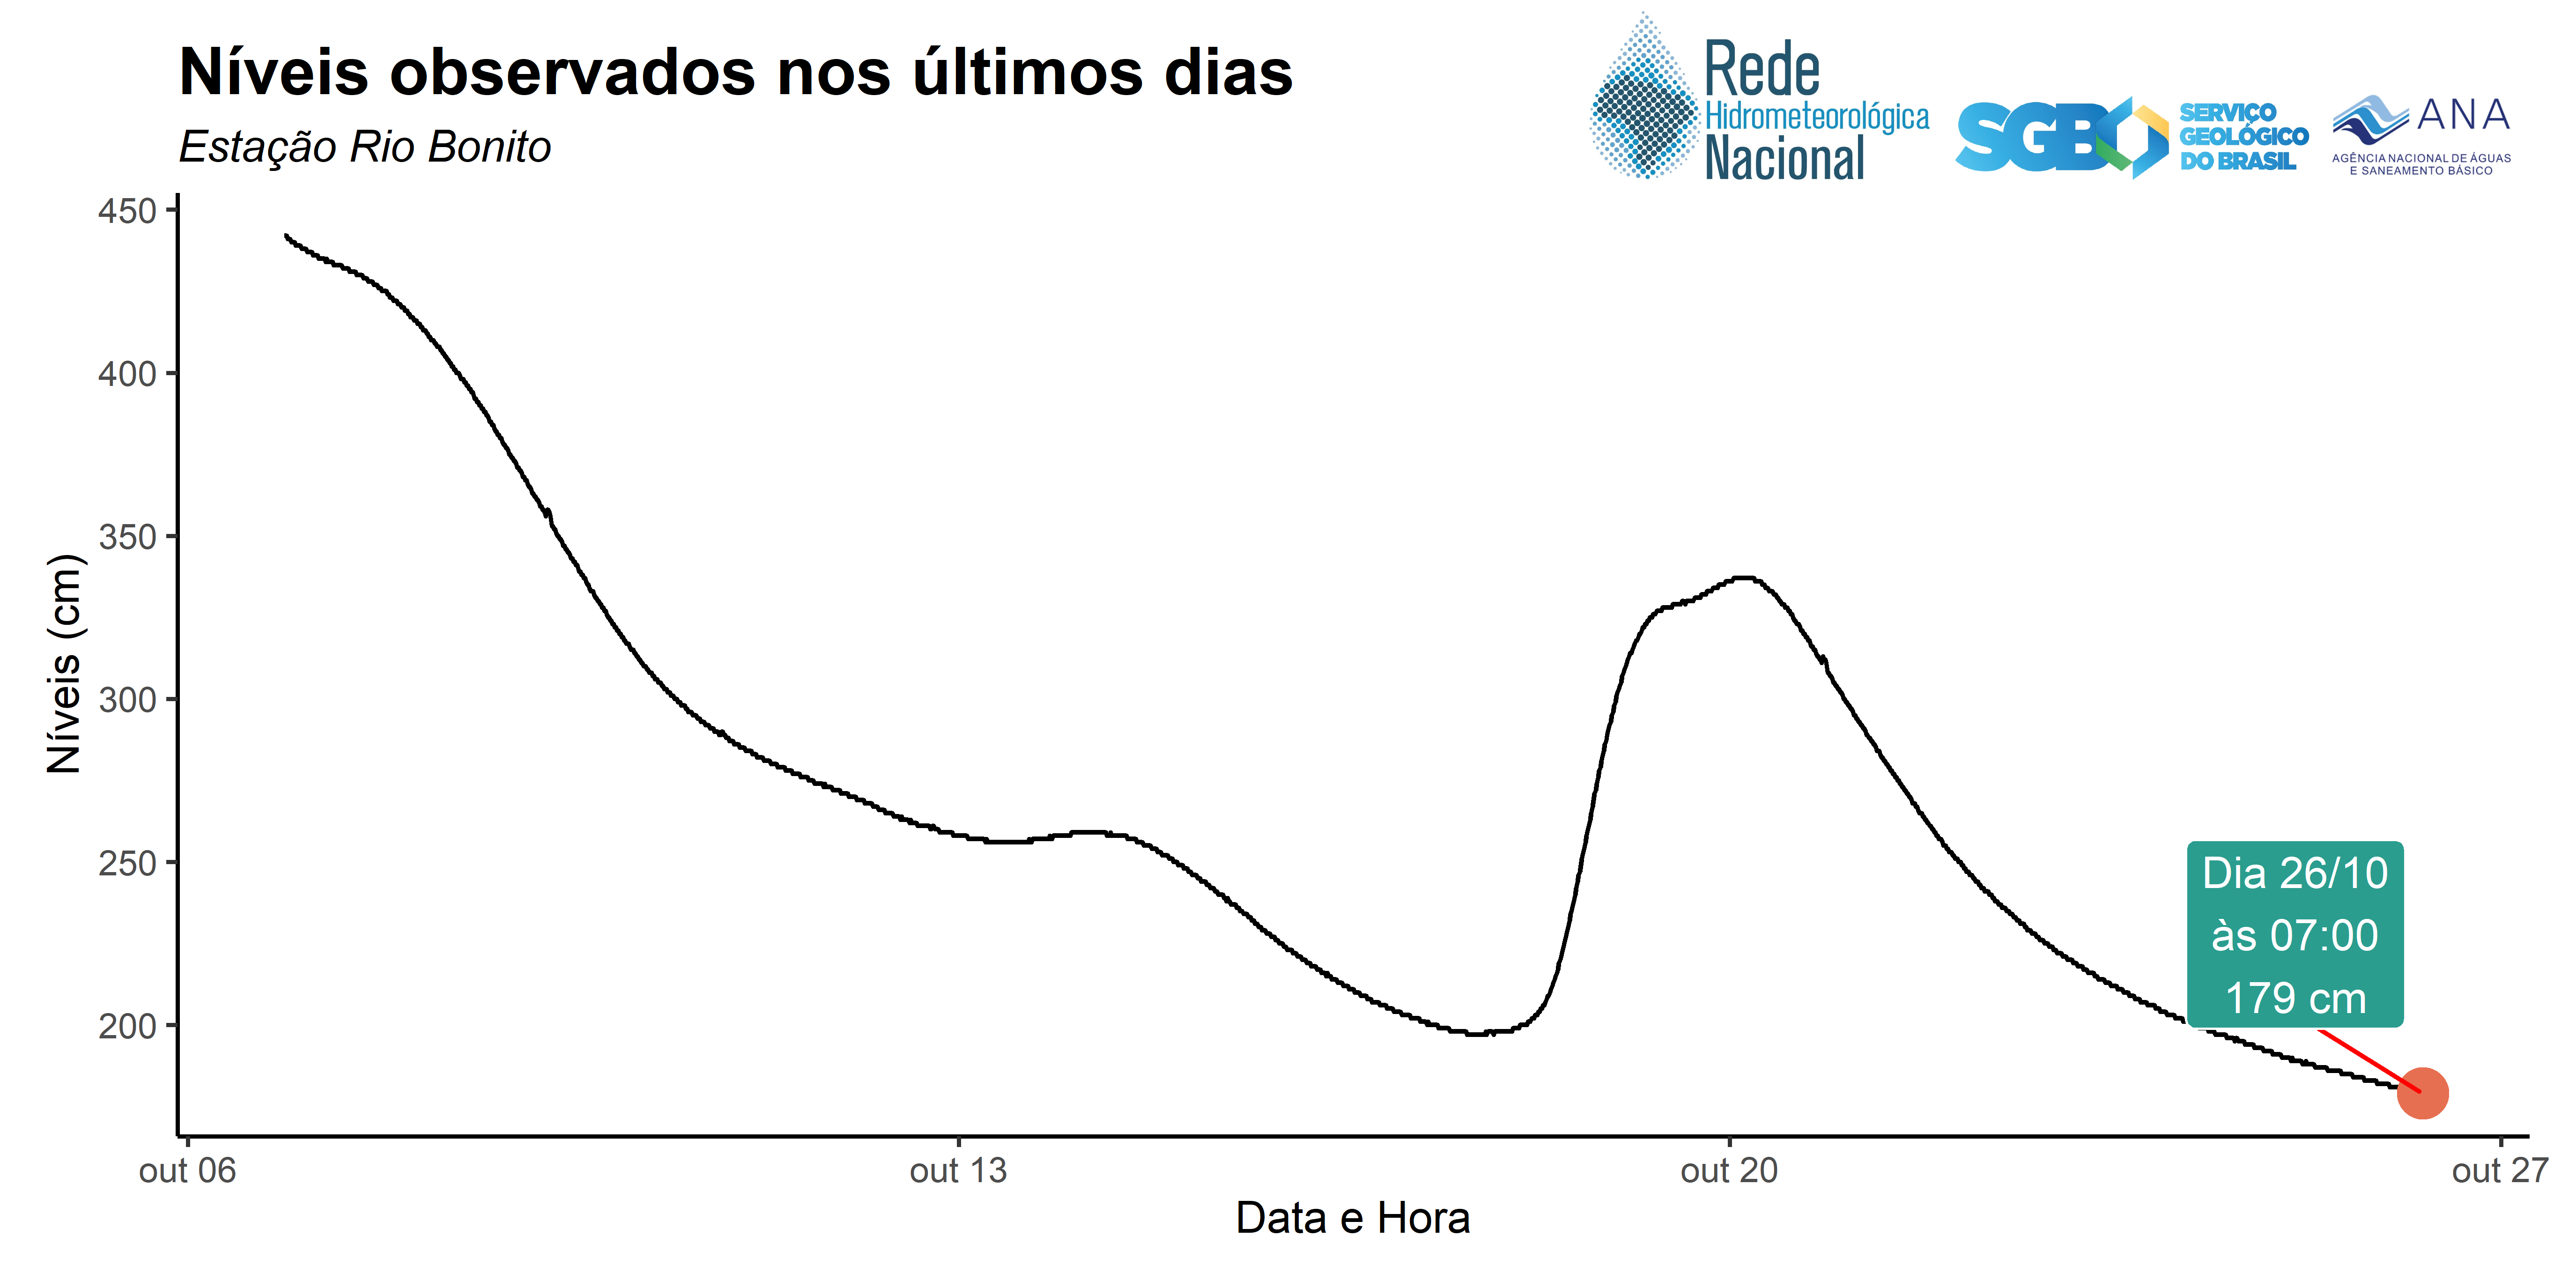 Níveis observados nos últimos dias
Estação Rio Bonito
Rede
Hidrometeorológica
Nacional
SGB
SERVIÇO
GEOLÓGICO
DO BRASIL
ANA
AGÊNCIA NACIONAL DE ÁGUAS
E SANEAMENTO BÁSICO
Níveis (cm)
450
400
350
300
250
200
Dia 26/10
às 07:00
179 cm
out 06
out 13
out 20
out 27
Data e Hora